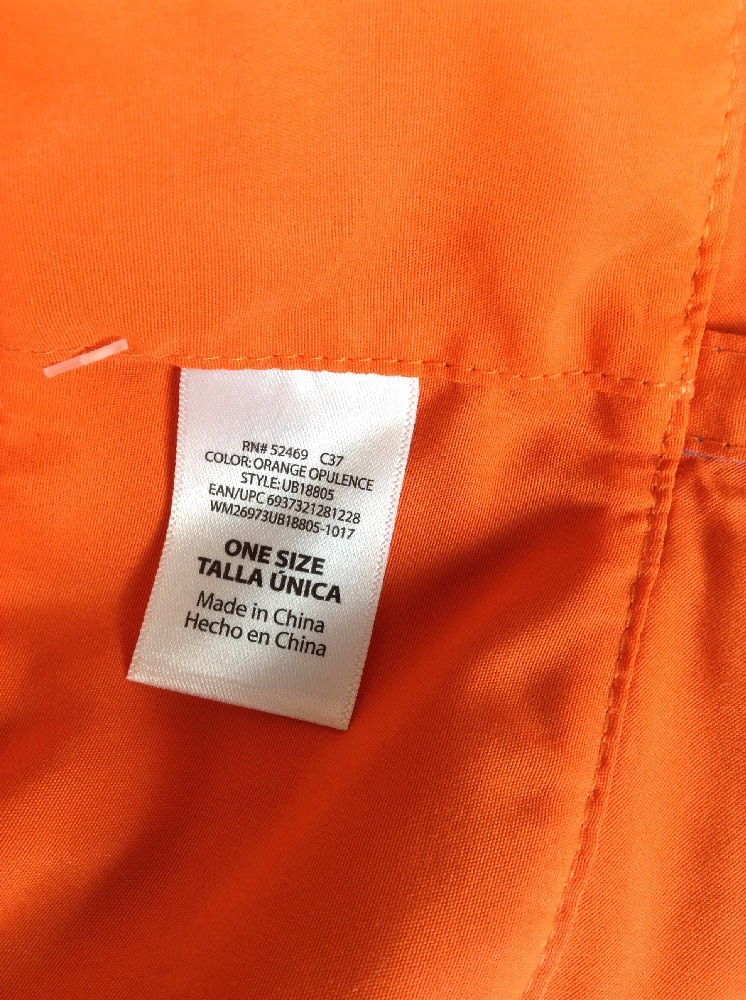 RN# 52469 C37
COLOR: ORANGE OPULENCE
STYLE: UB18805
EAN/UPC 6937321281228
WM26973UB18805-1017
ONE SIZE
TALLA ÚNICA
Made in China
Hecho en China